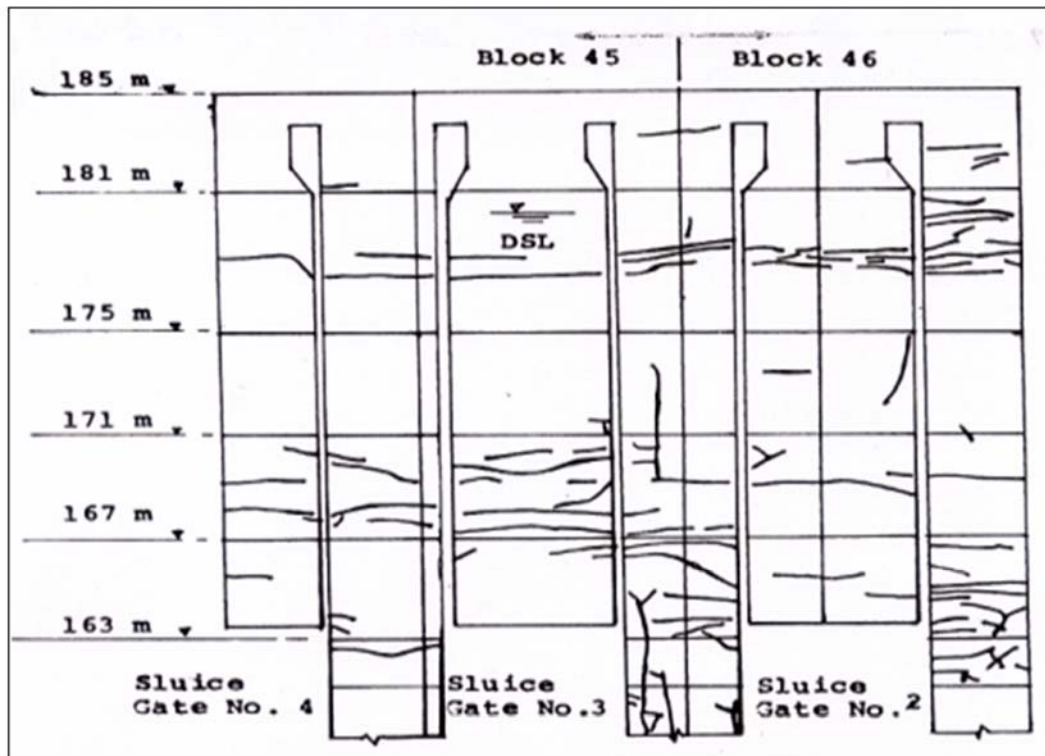 Block 45
Block 46
185 m
181 m
DSL
175 m
171 m
167 m
163 m
Sluice
Gate No. 4
Sluice
Gate No.3
Sluice
Gate No.2